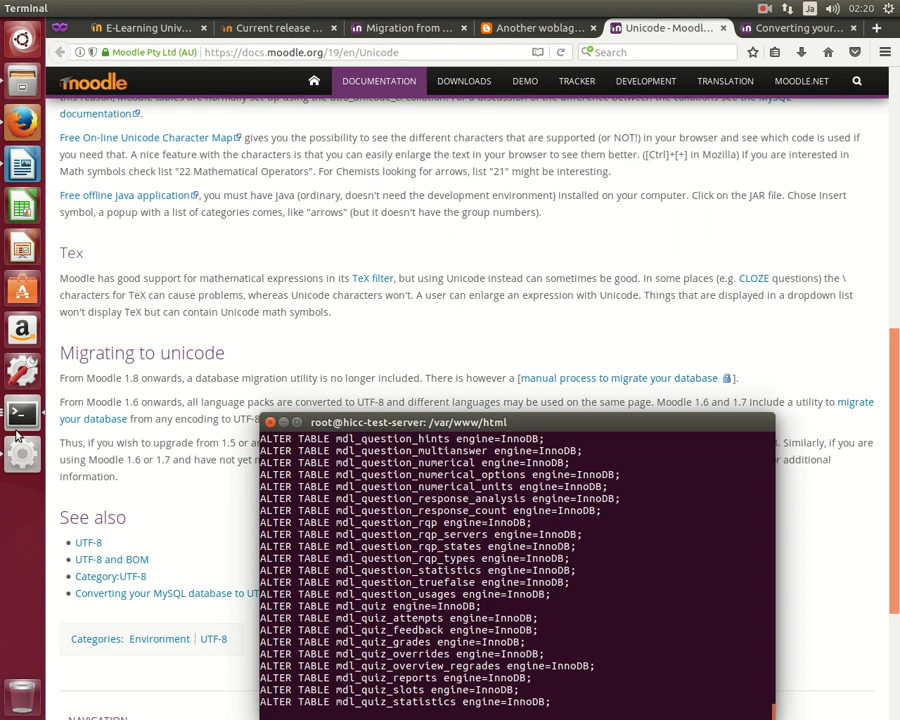 Terminal
Ja
02:20
E-Learning Univ...
Current release ...
Migration from ...
Another woblag...
Unicode - Moodl...
Converting your...
Moodle Pty Ltd (AU)
https://docs.moodle.org/19/en/Unicode
Search
moodle
DOCUMENTATION
DOWNLOADS
DEMO
TRACKER
DEVELOPMENT
TRANSLATION
MOODLE.NET
documentation.
Free On-line Unicode Character Map gives you the possibility to see the different characters that are supported (or NOT!) in your browser and see which code is used if
you need that. A nice feature with the characters is that you can easily enlarge the text in your browser to see them better. ([Ctrl]+[+] in Mozilla) If you are interested in
Math symbols check list "22 Mathematical Operators". For Chemists looking for arrows, list "21" might be interesting.
Free offline java application, you must have java (ordinary, doesn't need the development environment) installed on your computer. Click on the JAR file. Chose Insert
symbol, a popup with a list of categories comes, like "arrows" (but it doesn't have the group numbers).
Tex
Moodle has good support for mathematical expressions in its TeX filter, but using Unicode instead can sometimes be good. In some places (e.g. CLOZE questions) the \
characters for TeX can cause problems, whereas Unicode characters won't. A user can enlarge an expression with Unicode. Things that are displayed in a dropdown list
won't display TeX but can contain Unicode math symbols.
Migrating to unicode
From Moodle 1.8 onwards, a database migration utility is no longer included. There is however a [manual process to migrate your database ].
From Moodle 1.6 onwards, all language packs are converted to UTF-8 and different languages may be used on the same page. Moodle 1.6 and 1.7 include a utility to migrate
your database from any encoding to UTF-8
Thus, if you wish to upgrade from 1.5 or
Similarly, if you are
using Moodle 1.6 or 1.7 and have not yet
or additional
information.
See also
UTF-8
UTF-8 and BOM
Category:UTF-8
Converting your MySQL database to UT
Categories: Environment | UTF-8
NAVIGATION
root@hicc-test-server: /var/www/html
ALTER TABLE mdl_question_hints engine=InnoDB;
ALTER TABLE mdl_question_multianswer engine=InnoDB;
ALTER TABLE mdl_question_numerical engine=InnoDB;
ALTER TABLE mdl_question_numerical_options engine=InnoDB;
ALTER TABLE mdl_question_numerical_units engine=InnoDB;
ALTER TABLE mdl_question_response_analysis engine=InnoDB;
ALTER TABLE mdl_question_response_count engine=InnoDB;
ALTER TABLE mdl_question_rqp engine=InnoDB;
ALTER TABLE mdl_question_rqp_servers engine=InnoDB;
ALTER TABLE mdl_question_rqp_states engine=InnoDB;
ALTER TABLE mdl_question_rqp_types engine=InnoDB;
ALTER TABLE mdl_question_statistics engine=InnoDB;
ALTER TABLE mdl_question_truefalse engine=InnoDB;
ALTER TABLE mdl_question_usages engine=InnoDB;
ALTER TABLE mdl_quiz engine=InnoDB;
ALTER TABLE mdl_quiz_attempts engine=InnoDB;
ALTER TABLE mdl_quiz_feedback engine=InnoDB;
ALTER TABLE mdl_quiz_grades engine=InnoDB;
ALTER TABLE mdl_quiz_overrides engine=InnoDB;
ALTER TABLE mdl_quiz_overview_regrades engine=InnoDB;
ALTER TABLE mdl_quiz_reports engine=InnoDB;
ALTER TABLE mdl_quiz_slots engine=InnoDB;
ALTER TABLE mdl_quiz_statistics engine=InnoDB;